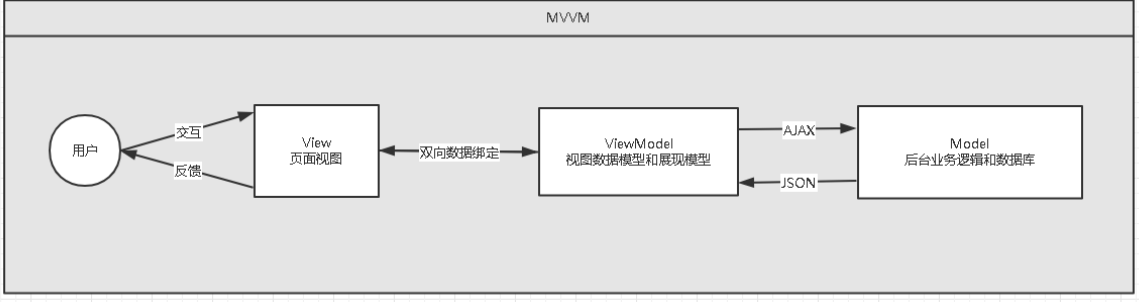 MVVM
用户
交互
反馈
View
页面视图
双向数据绑定
ViewModel
视图数据模型和展现模型
AJAX
JSON
Model
后台业务逻辑和数据库